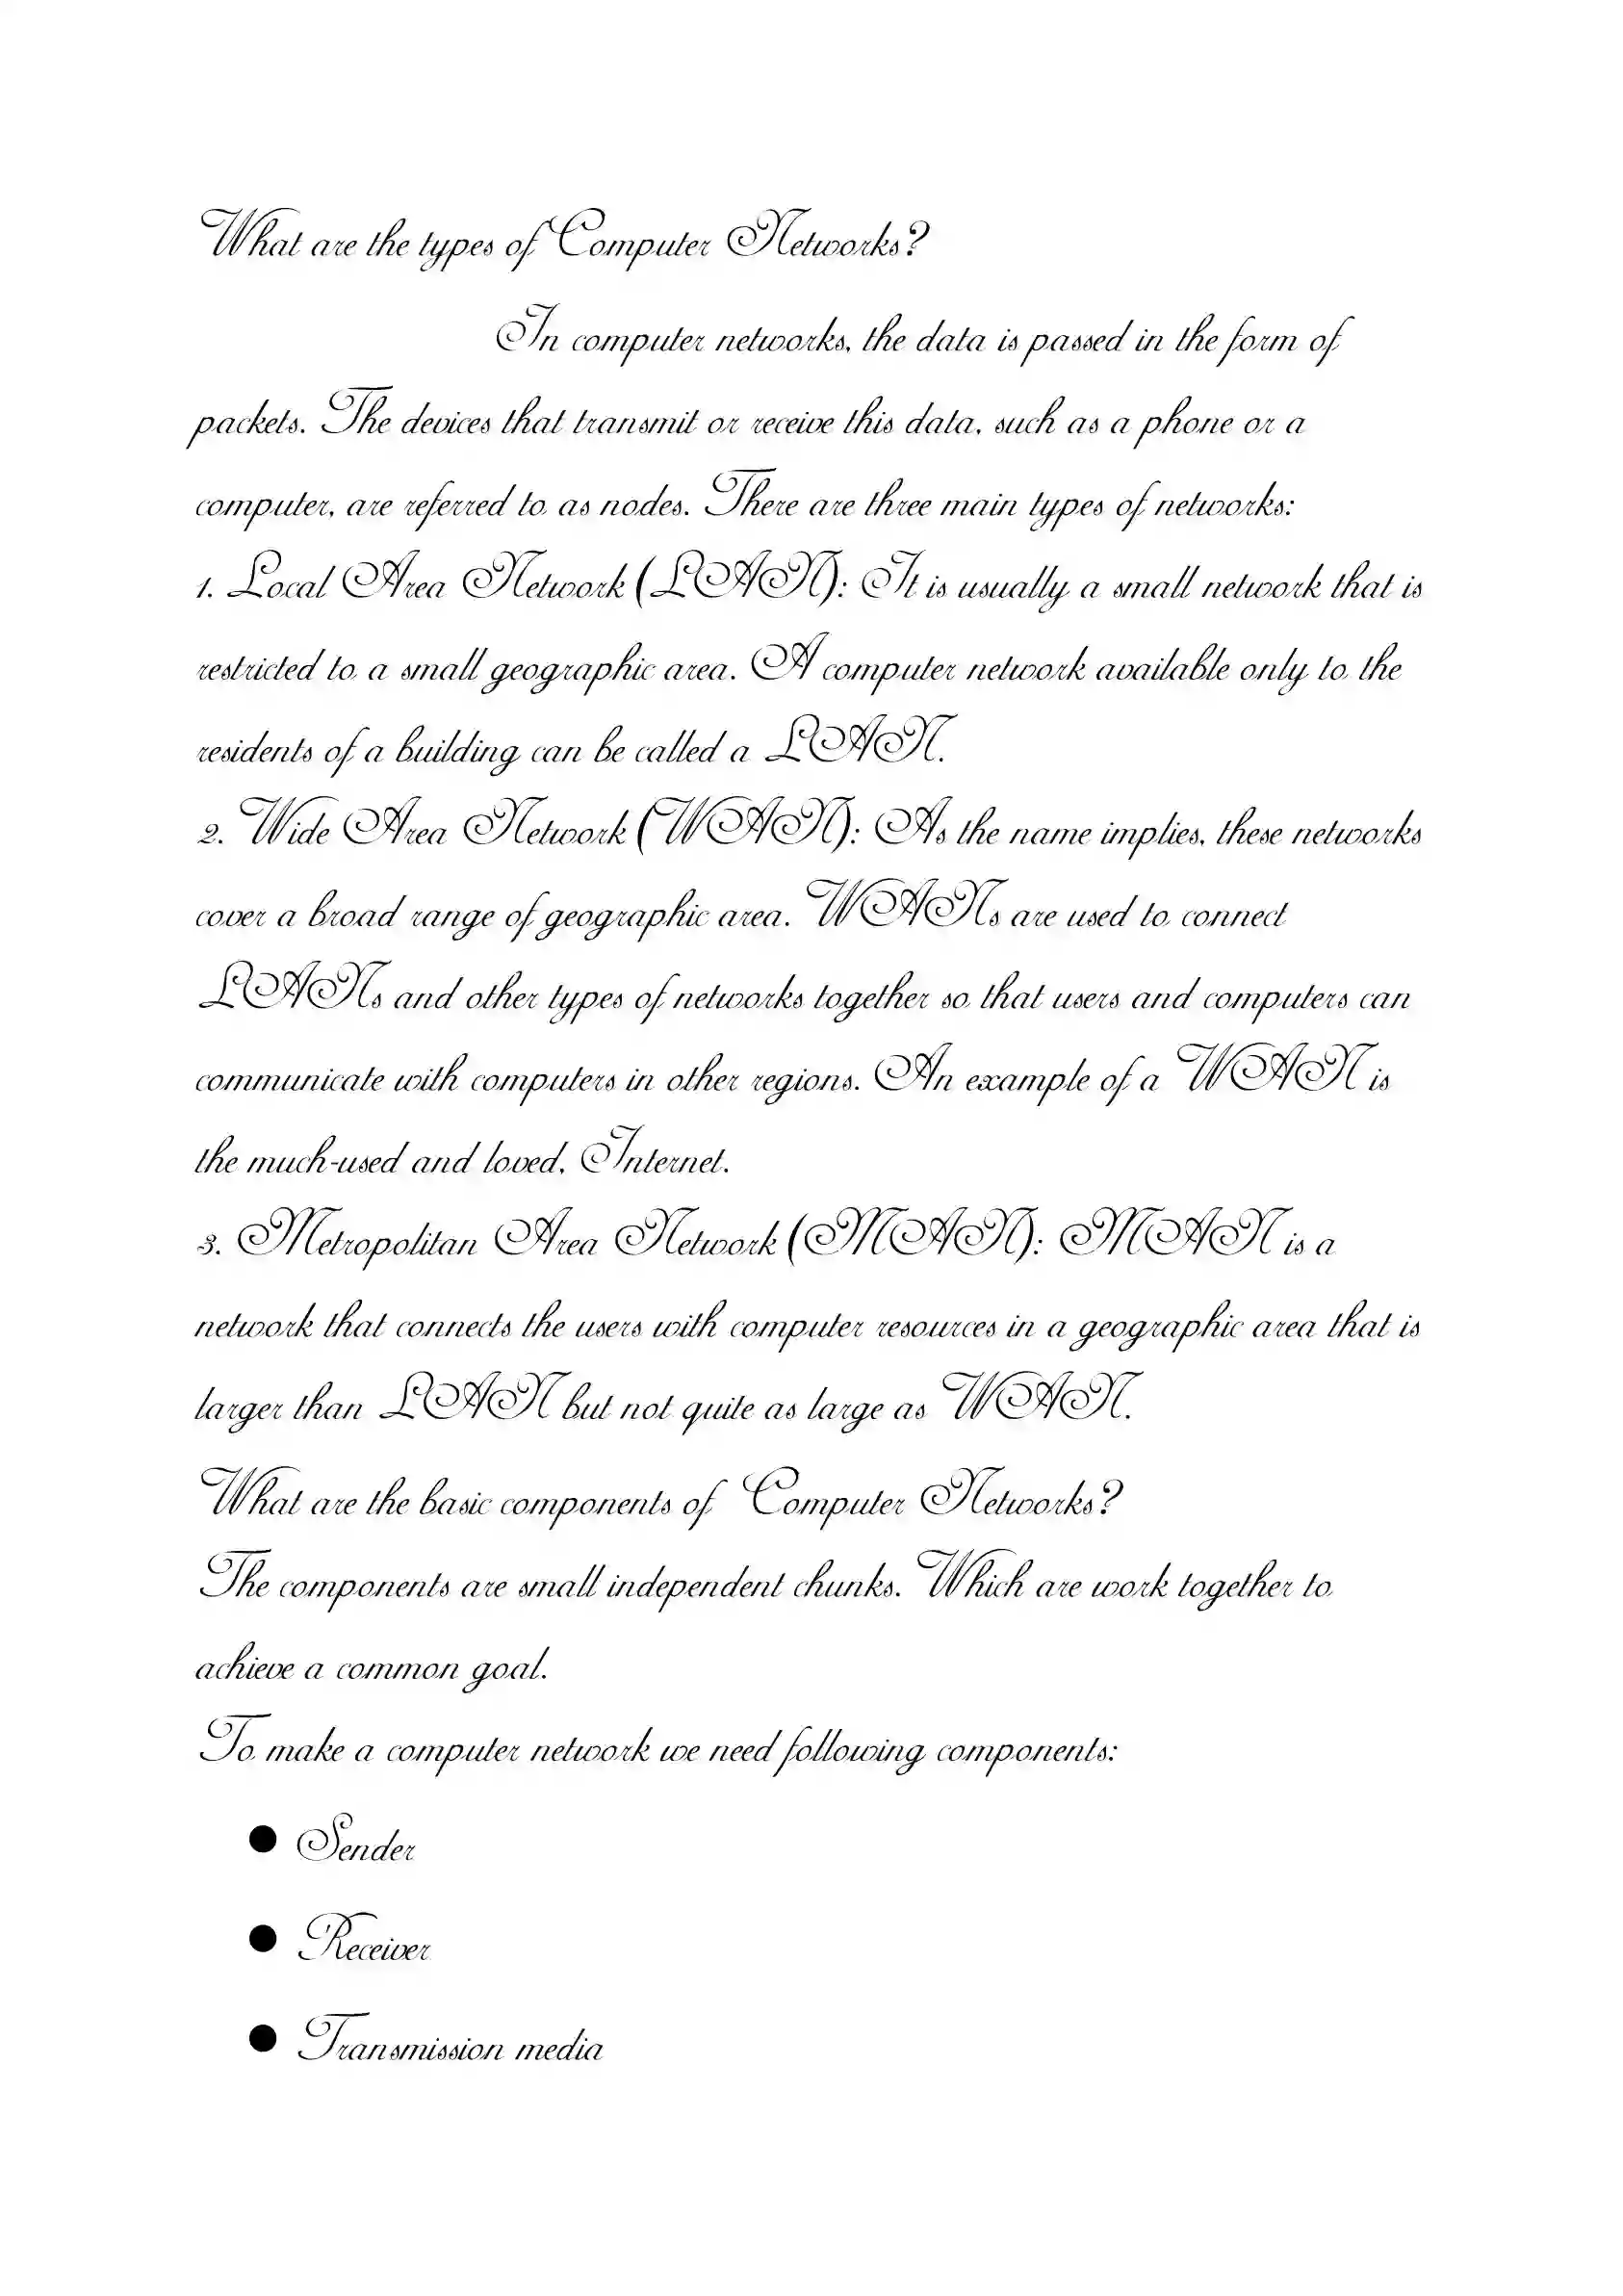 What are the types of Computer Networks?
In computer networks, the data is passed in the form of
packets. The devices that transmit or receive this data, such as a phone or a
computer, are referred to as nodes. There are three main types of networks:
1. Local Area Network (LAN): It is usually a small network that is
restricted to a small geographic area. A computer network available only to the
residents of a building can be called a LAN.
2. Wide Area Network (WAN): As the name implies, these networks
cover a broad range of geographic area. WANs are used to connect
LANs and other types of networks together so that users and computers can
communicate with computers in other regions. An example of a WAN is
the much-used and loved, Internet.
3. Metropolitan Area Network (MAN): MAN is a
network that connects the users with computer resources in a geographic area that is
larger than LAN but not quite as large as WAN.
What are the basic components of Computer Networks?
The components are small independent chunks. Which are work together to
achieve a common goal.
To make a computer network we need following components:
● Sender
● Receiver
● Transmission media